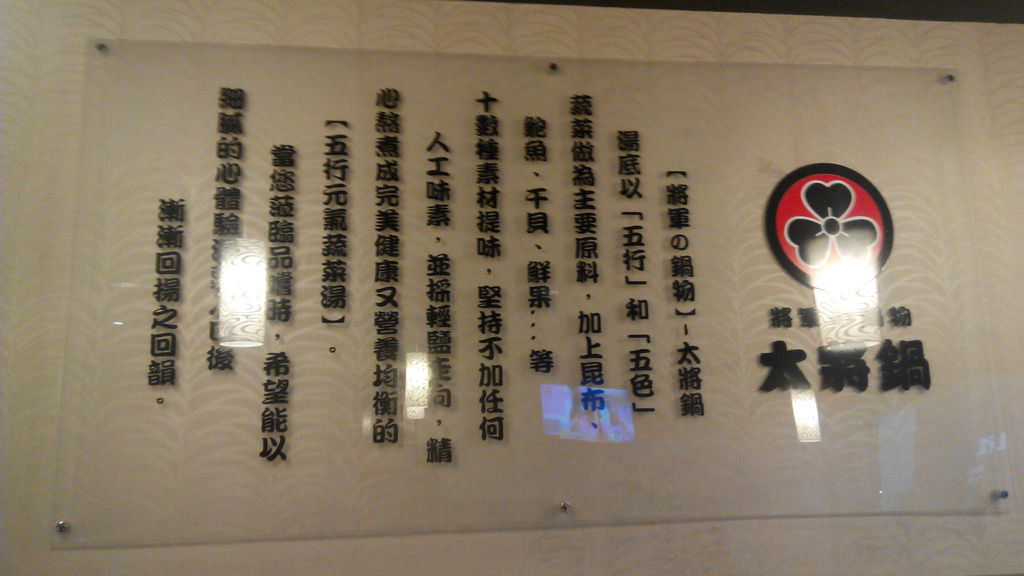 將軍 物
太將鍋
【將軍の鍋物】-太將鍋
湯底以「五行」和「五色」
蔬菜做為主要原料，加上昆布、
鮑魚、干貝、鮮果…等
十數種素材提味，堅持不加任何
人工味素，並採輕鹽走向，精
心熬煮成完美健康又營養均衡的
【五行元氣蔬菜湯】。
當您蒞臨品嚐時，希望能以
細膩的心體驗 後
漸漸回揚之回韻。